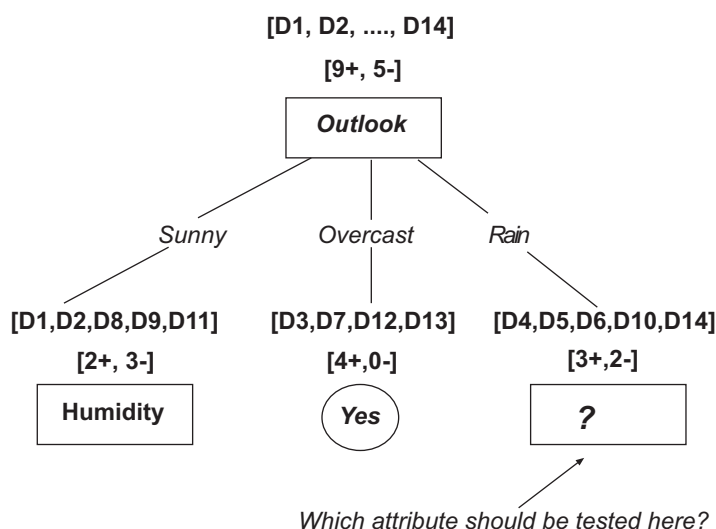 [D1, D2, ...., D14]
[9+, 5-]
Outlook
Sunny
Overcast
Rain
[D1,D2,D8,D9,D11]
[D3,D7,D12,D13]
[D4,D5,D6,D10,D14]
[2+, 3-]
[4+,0-]
[3+,2-]
Humidity
Yes
?
Which attribute should be tested here?